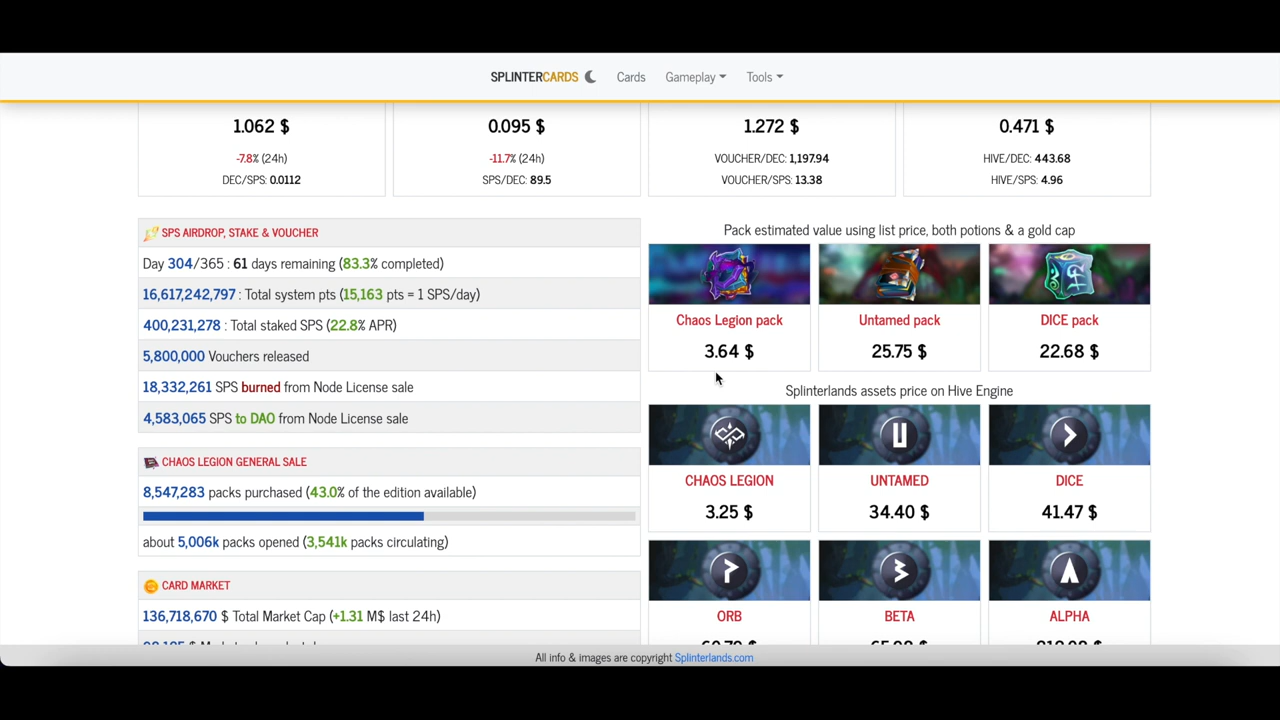 SPLINTERCARDS Cards Gameplay Tools
1.062 $
-7.8% (24h)
DEC/SPS: 0.0112
0.095 $
-11.7% (24h)
SPS/DEC: 89.5
1.272 $
VOUCHER/DEC: 1,197.94
VOUCHER/SPS: 13.38
0.471 $
HIVE/DEC: 443.68
HIVE/SPS: 4.96
SPS AIRDROP, STAKE & VOUCHER
Day 304/365 : 61 days remaining (83.3% completed)
16,617,242,797 : Total system pts (15,163 pts = 1 SPS/day)
400,231,278 : Total staked SPS (22.8% APR)
5,800,000 Vouchers released
18,332,261 SPS burned from Node License sale
4,583,065 SPS to DAO from Node License sale
CHAOS LEGION GENERAL SALE
8,547,283 packs purchased (43.0% of the edition available)
about 5,006k packs opened (3,541k packs circulating)
CARD MARKET
136,718,670 $ Total Market Cap (+1.31 M$ last 24h)
Pack estimated value using list price, both potions & a gold cap
Chaos Legion pack
3.64 $
Untamed pack
25.75 $
DICE pack
22.68 $
Splinterlands assets price on Hive Engine
CHAOS LEGION
3.25 $
UNTAMED
34.40 $
DICE
41.47 $
ORB
BETA
ALPHA
All info & images are copyright Splinterlands.com